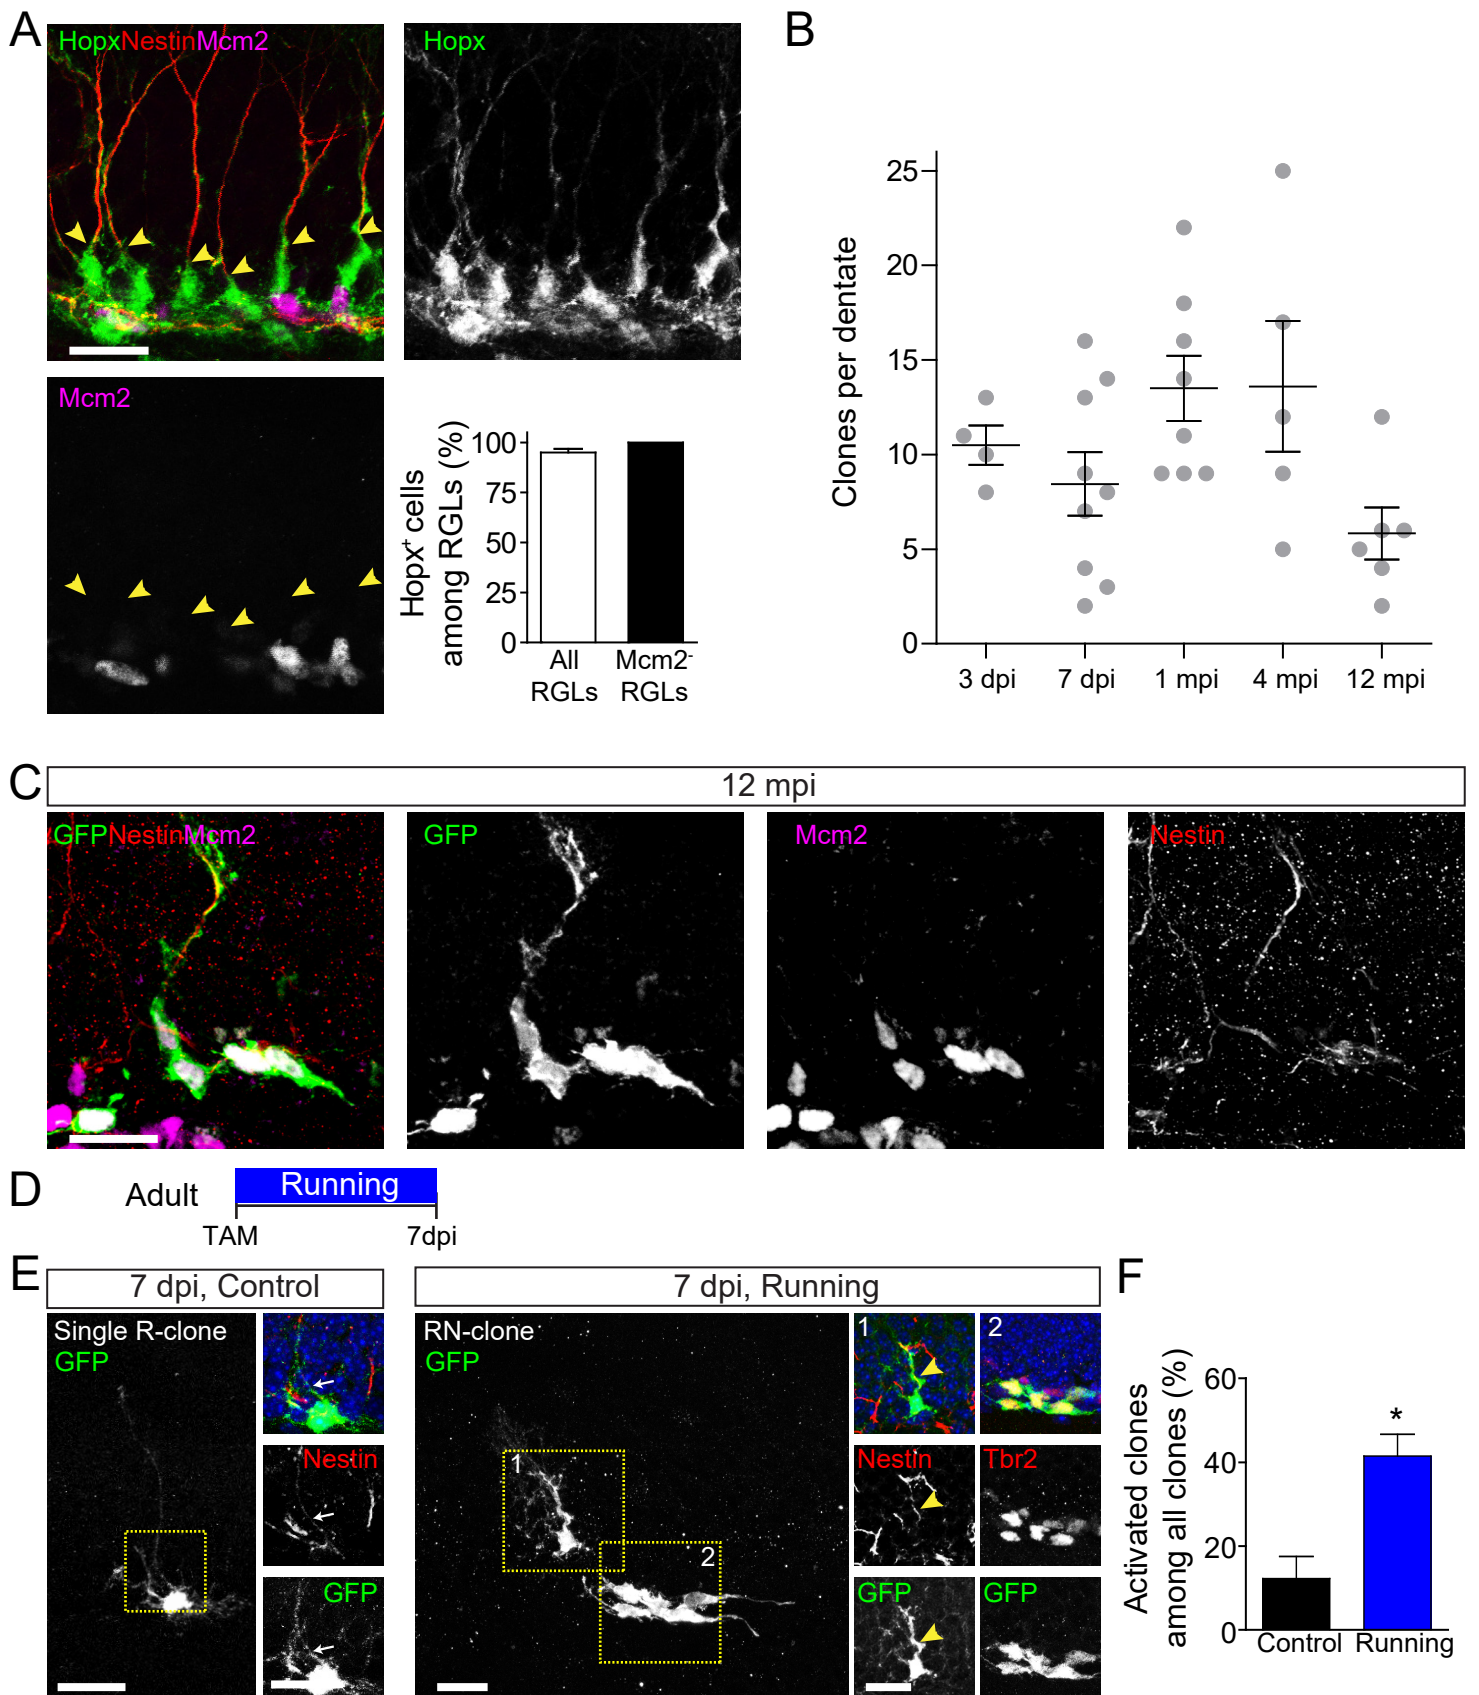 A
HopxNestinMcm2
Hopx
Mcm2
Hopx+ cells
among RGLs (%)
100
75
50
25
0
All
RGLs
Mcm2-
RGLs
B
Clones per dentate
25
20
15
10
5
0
3 dpi
7 dpi
1 mpi
4 mpi
12 mpi
C
12 mpi
GFPNestinMcm2
GFP
Mcm2
Nestin
D
Adult
Running
TAM
7dpi
E
7 dpi, Control
Single R-clone
GFP
Nestin
GFP
7 dpi, Running
RN-clone
GFP
1
2
1
Nestin
GFP
2
Tbr2
GFP
F
Activated clones
among all clones (%)
60
40
20
0
*
Control
Running